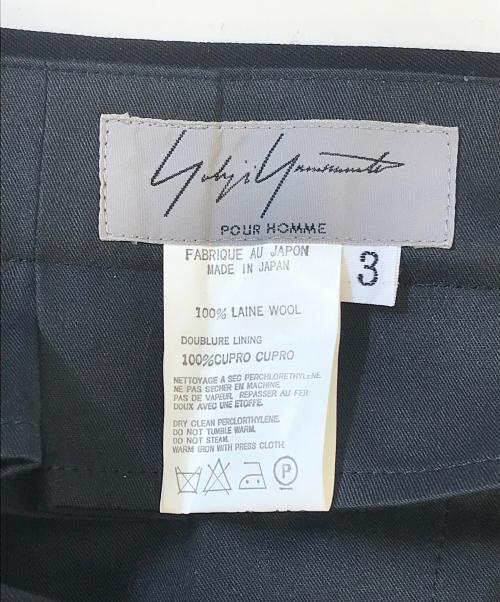 Yohji Yamamoto
POUR HOMME
3
FABRIQUE AU JAPON
MADE IN JAPAN
100% LAINE WOOL
DOUBLURE LINING
100%CUPRO CUPRO
NETTOYAGE A SEC PERCHLORETHYLENE.
NE PAS SECHER EN MACHINE.
PAS DE VAPEUR. REPASSER AU FER
DOUX AVEC UNE ETOFFE.
DRY CLEAN PERCLORTHYLENE.
DO NOT TUMBLE WARM.
DO NOT STEAM.
WARM IRON WITH PRESS CLOTH.
P